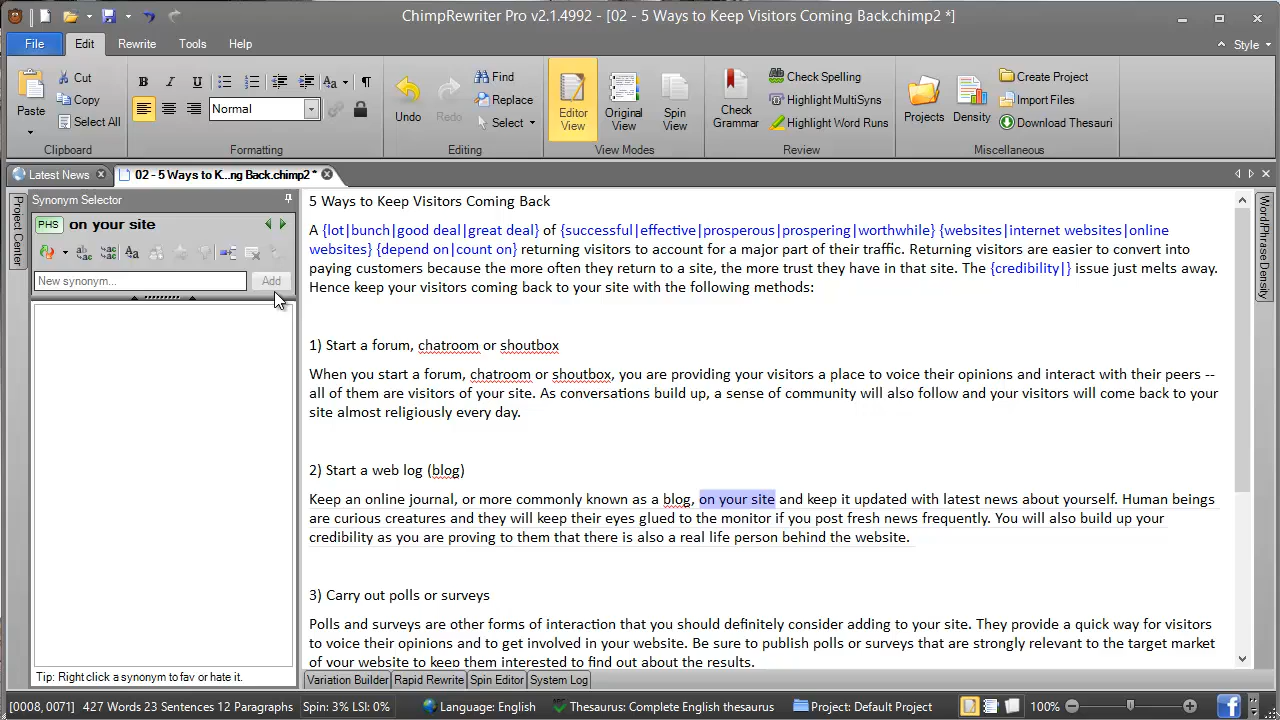 ChimpRewriter Pro v2.1.4992 - [02 - 5 Ways to Keep Visitors Coming Back.chimp2 *]
File Edit Rewrite Tools Help Style
Paste Cut Copy Select All Clipboard
B I U Aa ¶ Normal Formatting
Undo Redo Find Replace Select Editing
Editor View Original View Spin View View Modes
Check Grammar Check Spelling Highlight MultiSyns Highlight Word Runs Review
Projects Density Create Project Import Files Download Thesauri Miscellaneous
Latest News 02 - 5 Ways to K...ng Back.chimp2 *
Project Center
Synonym Selector
PHS on your site
New synonym... Add
Tip: Right click a synonym to fav or hate it.
5 Ways to Keep Visitors Coming Back
A {lot|bunch|good deal|great deal} of {successful|effective|prosperous|prospering|worthwhile} {websites|internet websites|online
websites} {depend on|count on} returning visitors to account for a major part of their traffic. Returning visitors are easier to convert into
paying customers because the more often they return to a site, the more trust they have in that site. The {credibility|} issue just melts away.
Hence keep your visitors coming back to your site with the following methods:
1) Start a forum, chatroom or shoutbox
When you start a forum, chatroom or shoutbox, you are providing your visitors a place to voice their opinions and interact with their peers --
all of them are visitors of your site. As conversations build up, a sense of community will also follow and your visitors will come back to your
site almost religiously every day.
2) Start a web log (blog)
Keep an online journal, or more commonly known as a blog, on your site and keep it updated with latest news about yourself. Human beings
are curious creatures and they will keep their eyes glued to the monitor if you post fresh news frequently. You will also build up your
credibility as you are proving to them that there is also a real life person behind the website.
3) Carry out polls or surveys
Polls and surveys are other forms of interaction that you should definitely consider adding to your site. They provide a quick way for visitors
to voice their opinions and to get involved in your website. Be sure to publish polls or surveys that are strongly relevant to the target market
of your website to keep them interested to find out about the results.
Word/Phrase Density
Variation Builder Rapid Rewrite Spin Editor System Log
[0008, 0071] 427 Words 23 Sentences 12 Paragraphs Spin: 3% LSI: 0% Language: English Thesaurus: Complete English thesaurus Project: Default Project 100%